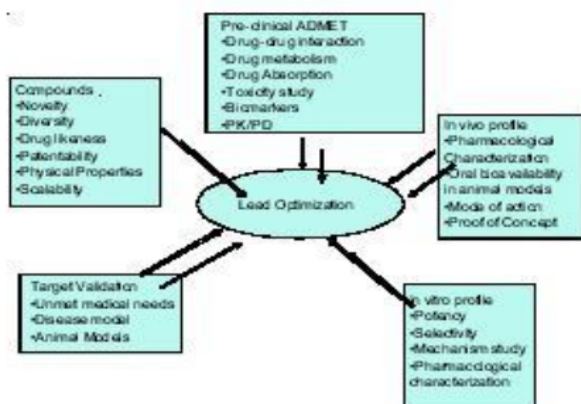 Pre-clinical ADMET
•Drug-drug interaction
•Drug metabolism
•Drug Absorption
•Toxicity study
•Biomarkers
•PK/PD
Compounds .
•Novelty
•Diversity
•Drug likeness
•Patentability
•Physical Properties
•Scalability
In vivo profile
•Pharmacological
Characterization
•Oral bioavailability
in animal models
•Mode of action
•Proof of Concept
Lead Optimization
Target Validation
•Unmet medical needs
•Disease model
•Animal Models
In vitro profile
•Potency
•Selectivity
•Mechanism study
•Pharmacological
characterization